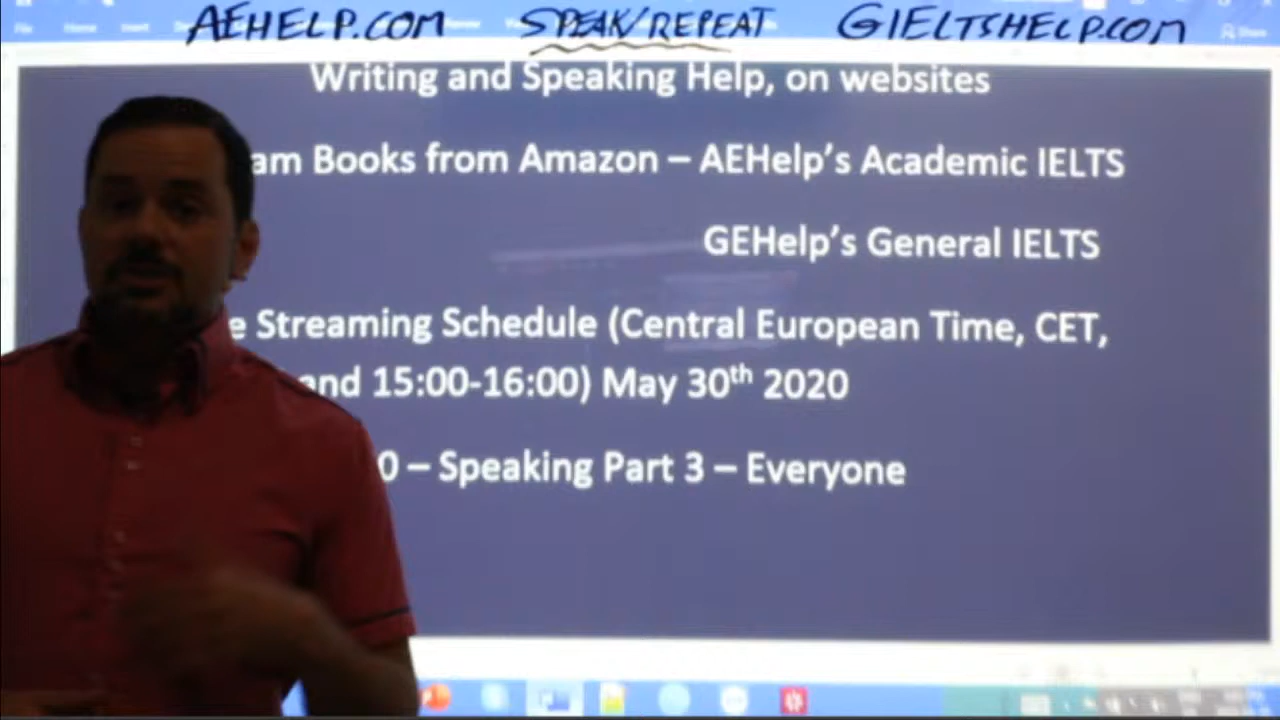 AEHELP.COM SPEAK/REPEAT GIELTSHELP.COM
Writing and Speaking Help, on websites
am Books from Amazon – AEHelp's Academic IELTS
GEHelp's General IELTS
e Streaming Schedule (Central European Time, CET,
and 15:00-16:00) May 30th 2020
0 – Speaking Part 3 – Everyone